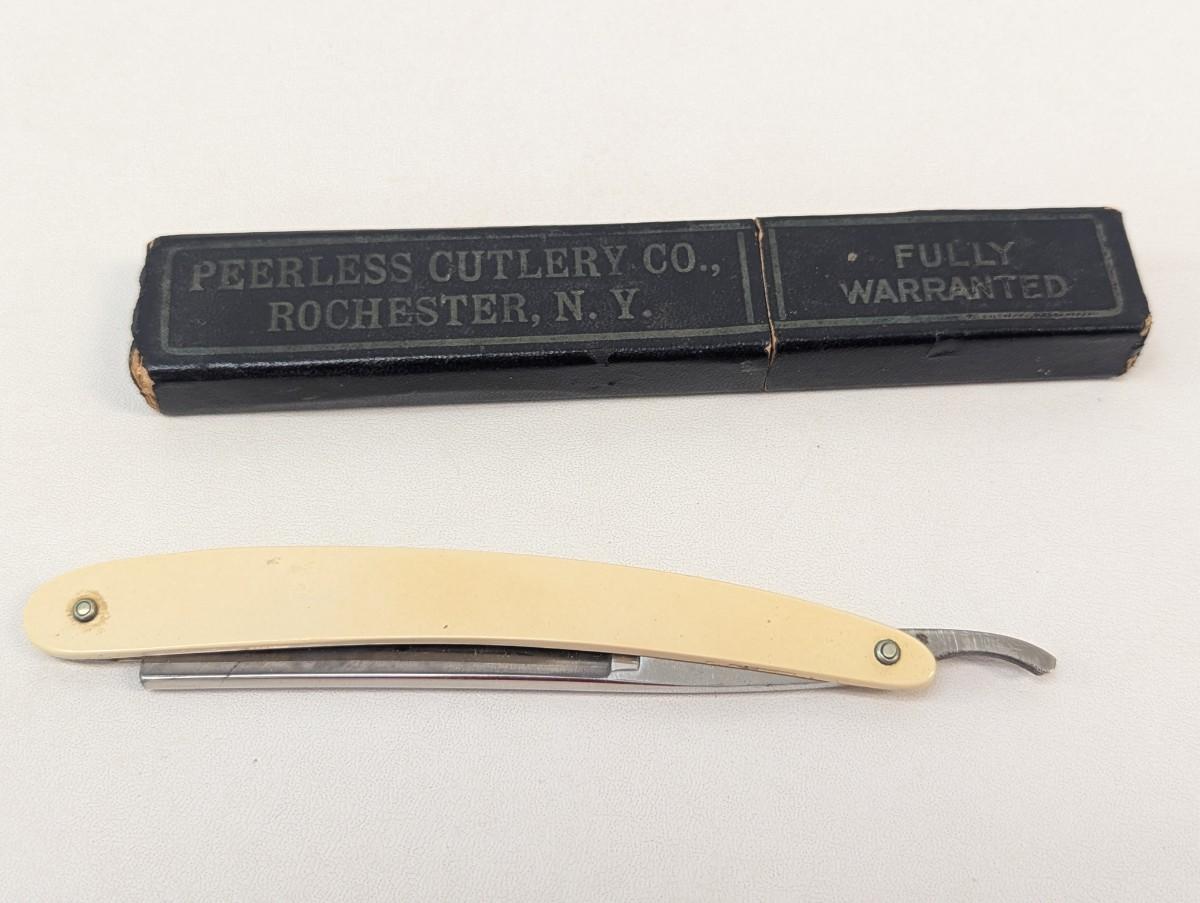 PEERLESS CUTLERY CO.,
ROCHESTER, N. Y.
FULLY
WARRANTED